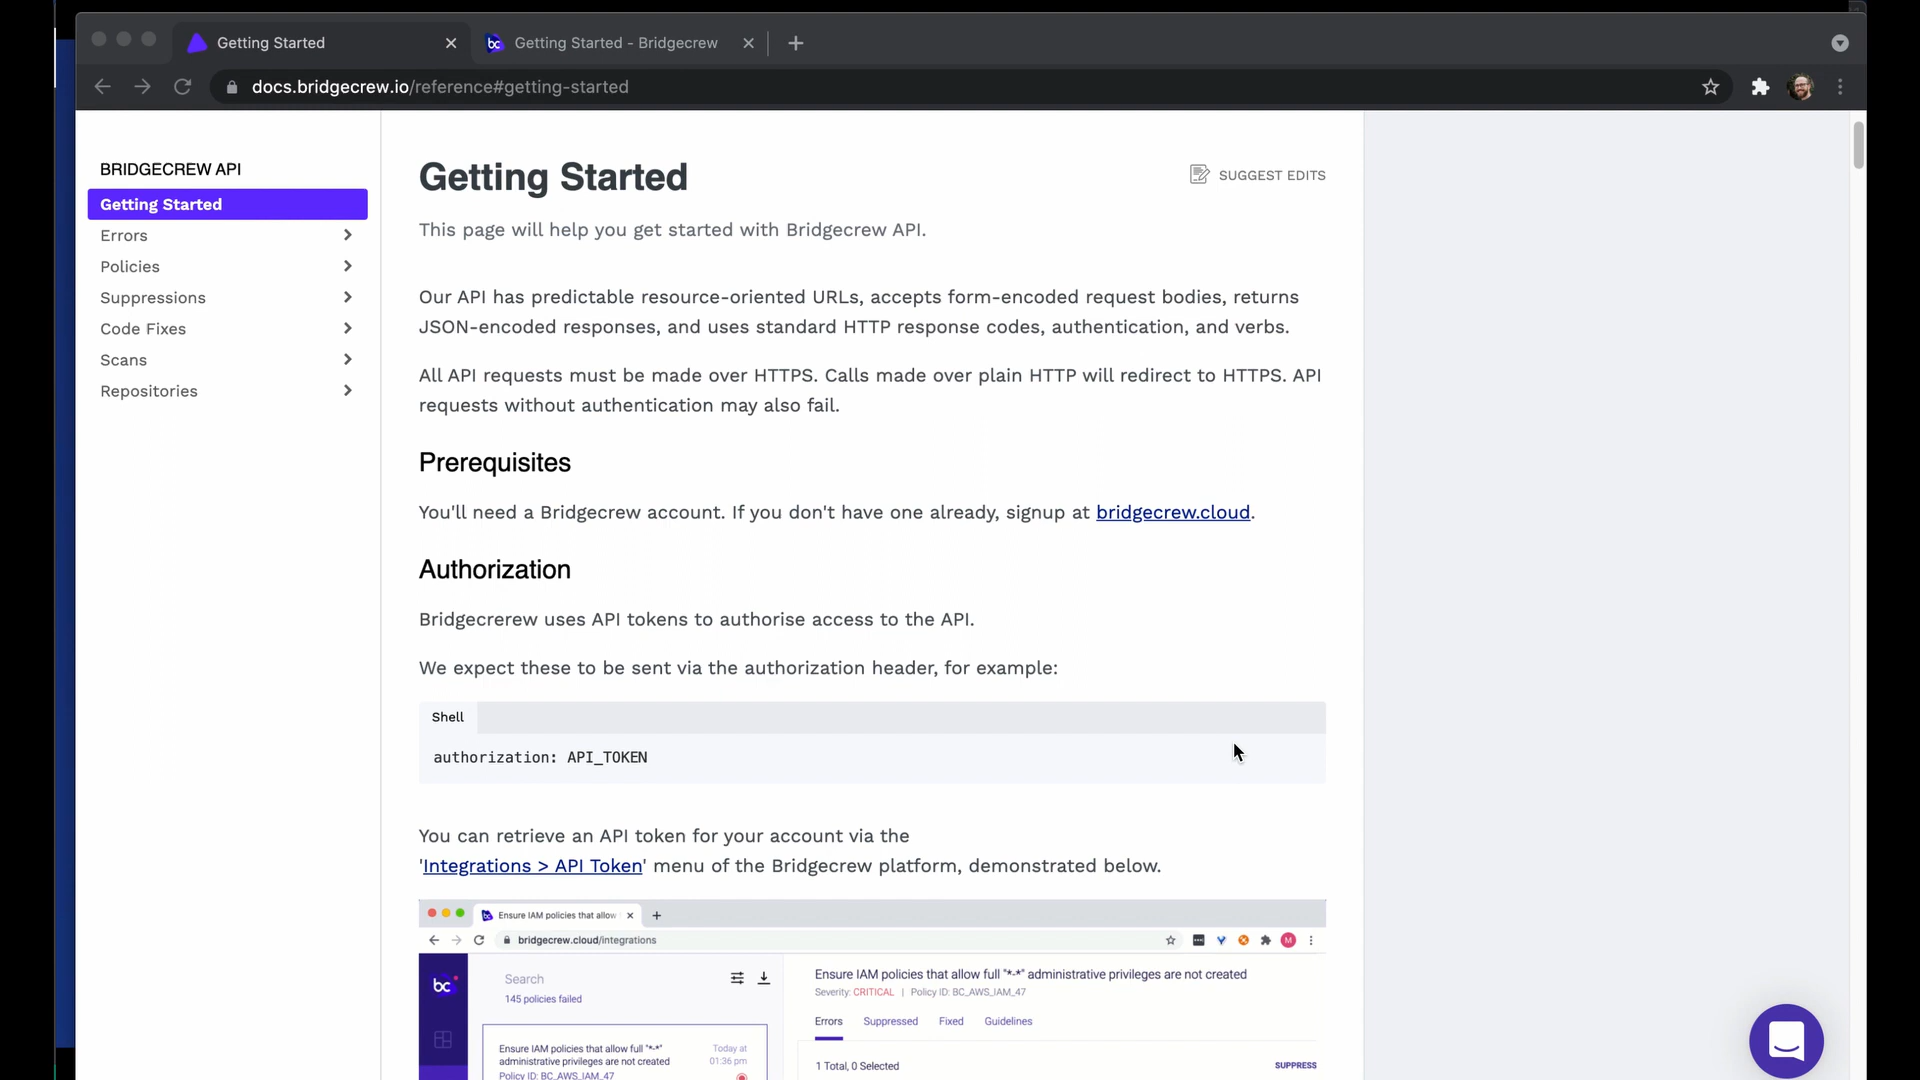 Getting Started
bc Getting Started - Bridgecrew
docs.bridgecrew.io/reference#getting-started
BRIDGECREW API
Getting Started
Errors
Policies
Suppressions
Code Fixes
Scans
Repositories
Getting Started
SUGGEST EDITS
This page will help you get started with Bridgecrew API.
Our API has predictable resource-oriented URLs, accepts form-encoded request bodies, returns
JSON-encoded responses, and uses standard HTTP response codes, authentication, and verbs.
All API requests must be made over HTTPS. Calls made over plain HTTP will redirect to HTTPS. API
requests without authentication may also fail.
Prerequisites
You'll need a Bridgecrew account. If you don't have one already, signup at bridgecrew.cloud.
Authorization
Bridgecrerew uses API tokens to authorise access to the API.
We expect these to be sent via the authorization header, for example:
Shell
authorization: API_TOKEN
You can retrieve an API token for your account via the
'Integrations > API Token' menu of the Bridgecrew platform, demonstrated below.
Ensure IAM policies that allow
bridgecrew.cloud/integrations
M
bc
Search
145 policies failed
Ensure IAM policies that allow full "*-*"
administrative privileges are not created
Policy ID: BC_AWS_IAM_47
Today at
01:36 pm
Ensure IAM policies that allow full "*-*" administrative privileges are not created
Severity: CRITICAL | Policy ID: BC_AWS_IAM_47
Errors Suppressed Fixed Guidelines
1 Total, 0 Selected
SUPPRESS